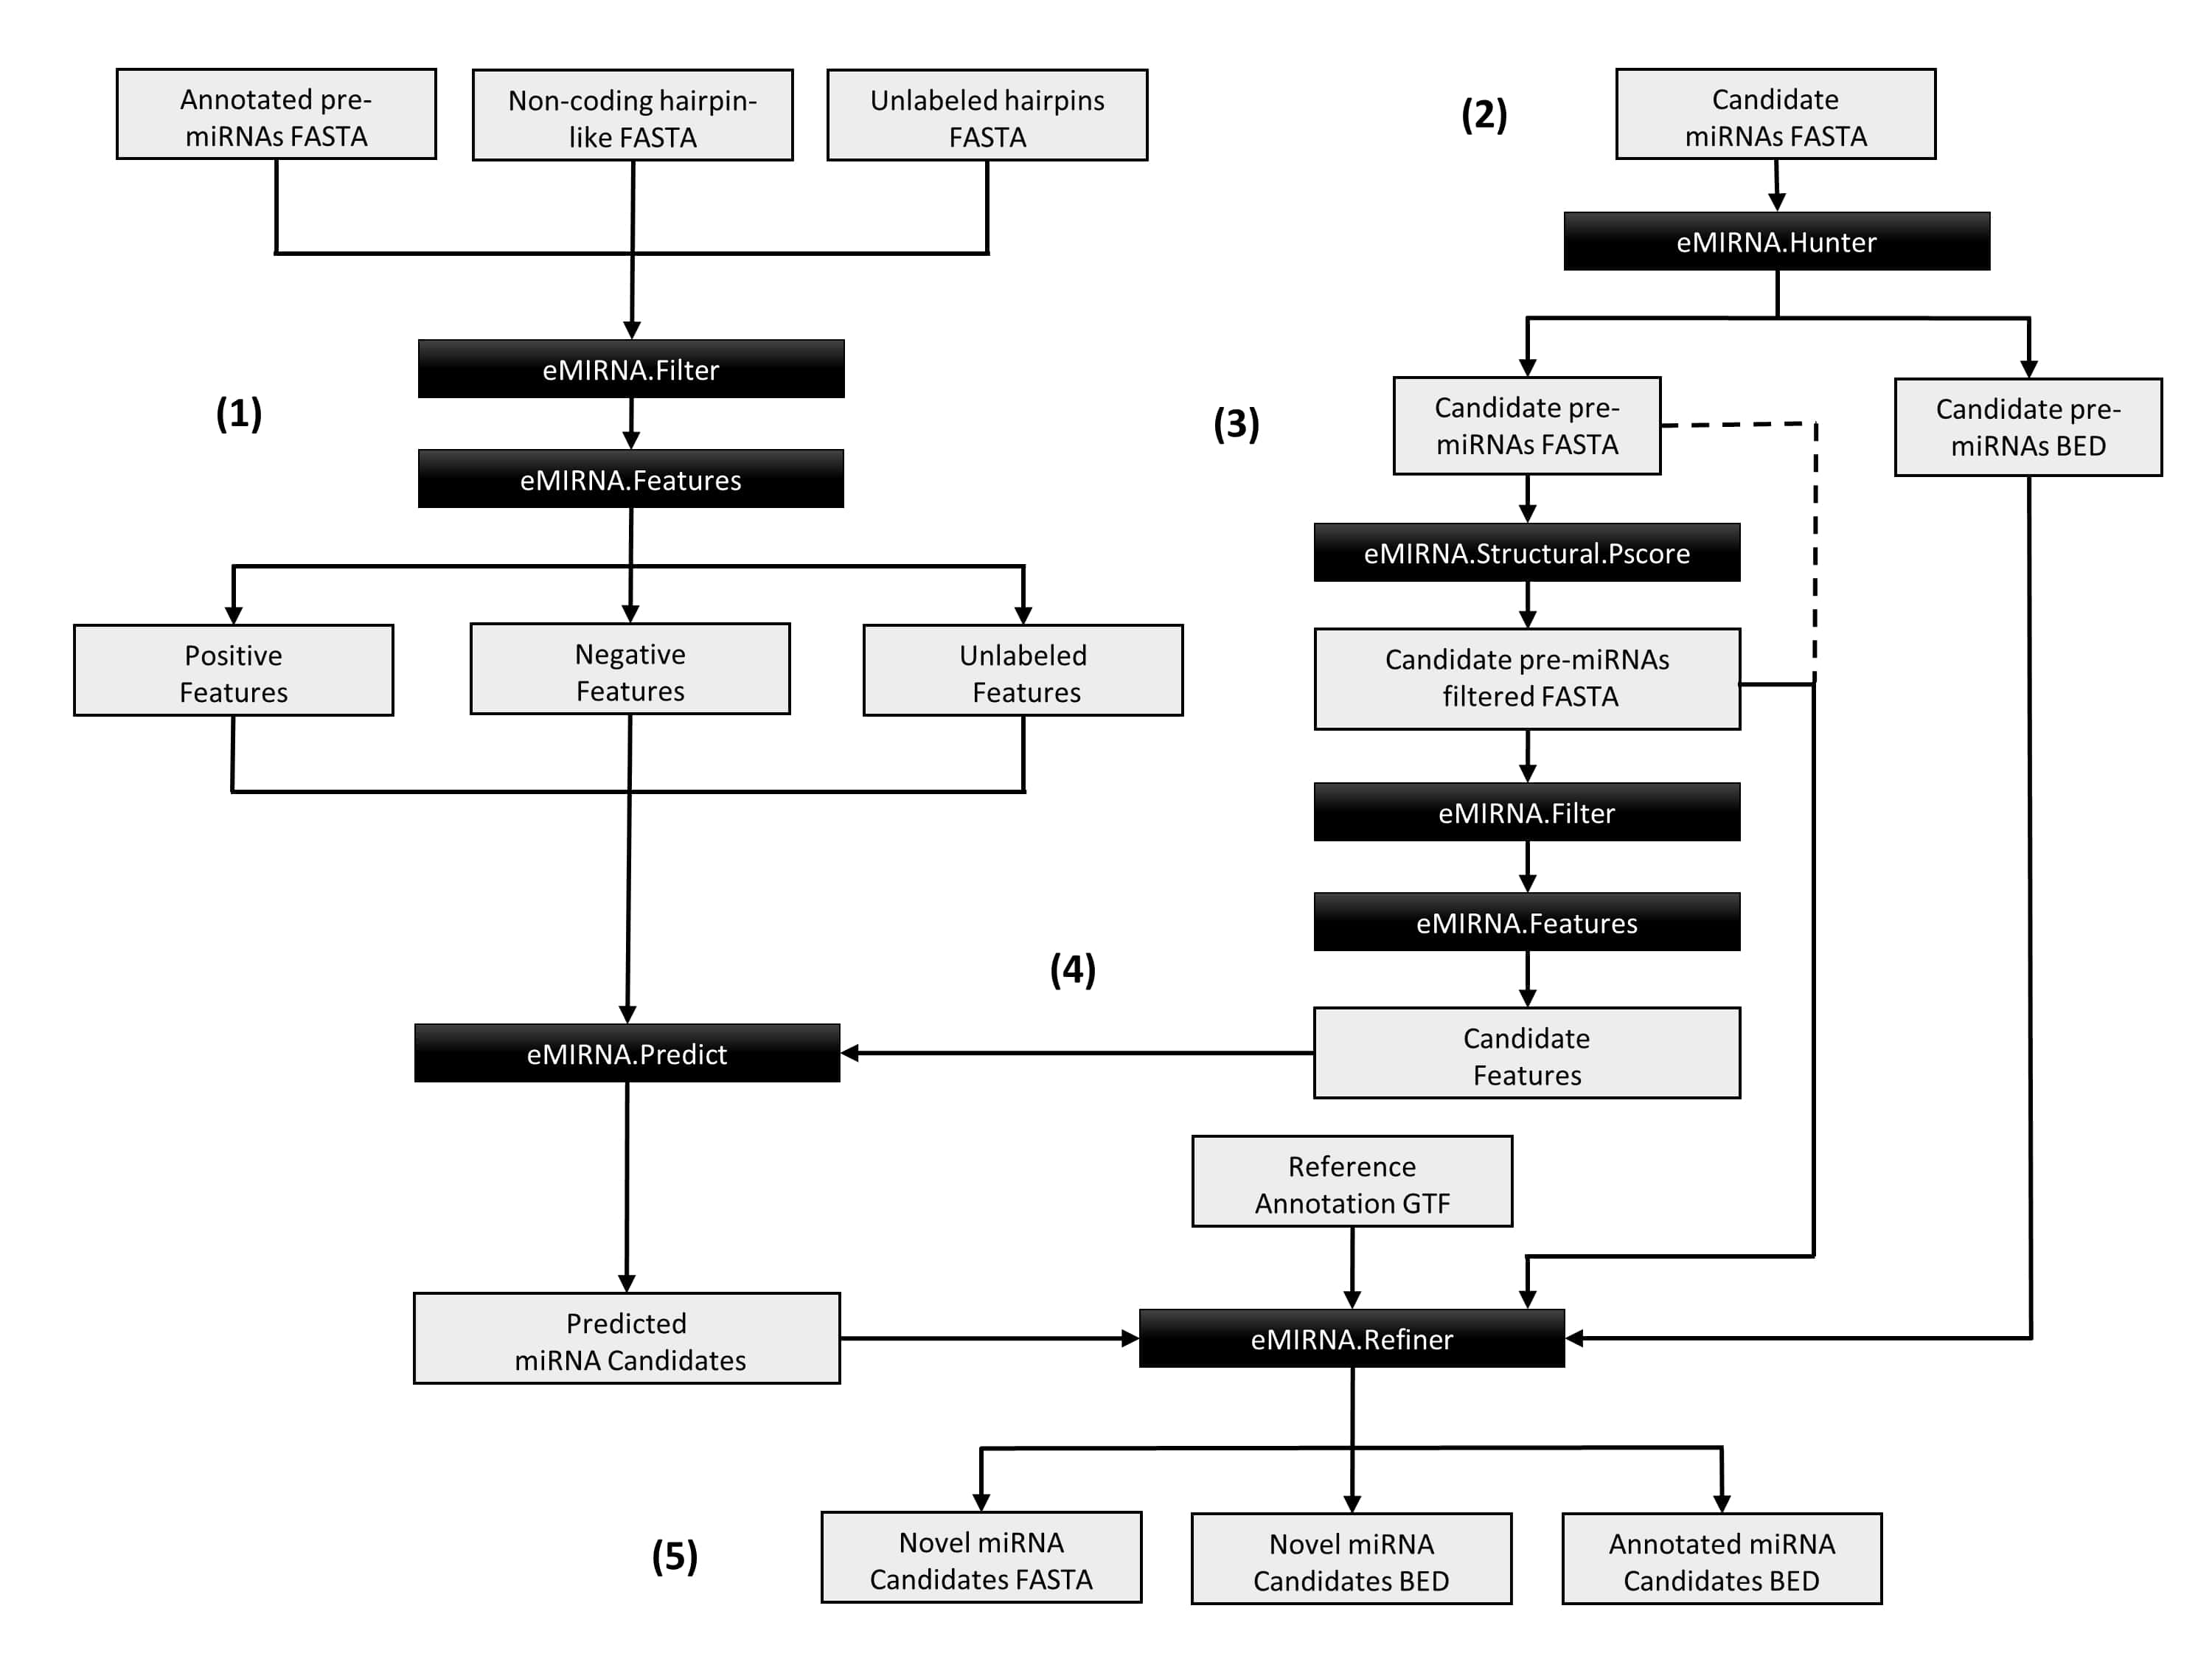 Annotated pre-
miRNAs FASTA
Non-coding hairpin-
like FASTA
Unlabeled hairpins
FASTA
eMIRNA.Filter
(1)
eMIRNA.Features
Positive
Features
Negative
Features
Unlabeled
Features
(2)
Candidate
miRNAs FASTA
eMIRNA.Hunter
(3)
Candidate pre-
miRNAs FASTA
Candidate pre-
miRNAs BED
eMIRNA.Structural.Pscore
Candidate pre-miRNAs
filtered FASTA
eMIRNA.Filter
eMIRNA.Features
(4)
Candidate
Features
eMIRNA.Predict
Reference
Annotation GTF
Predicted
miRNA Candidates
eMIRNA.Refiner
(5)
Novel miRNA
Candidates FASTA
Novel miRNA
Candidates BED
Annotated miRNA
Candidates BED